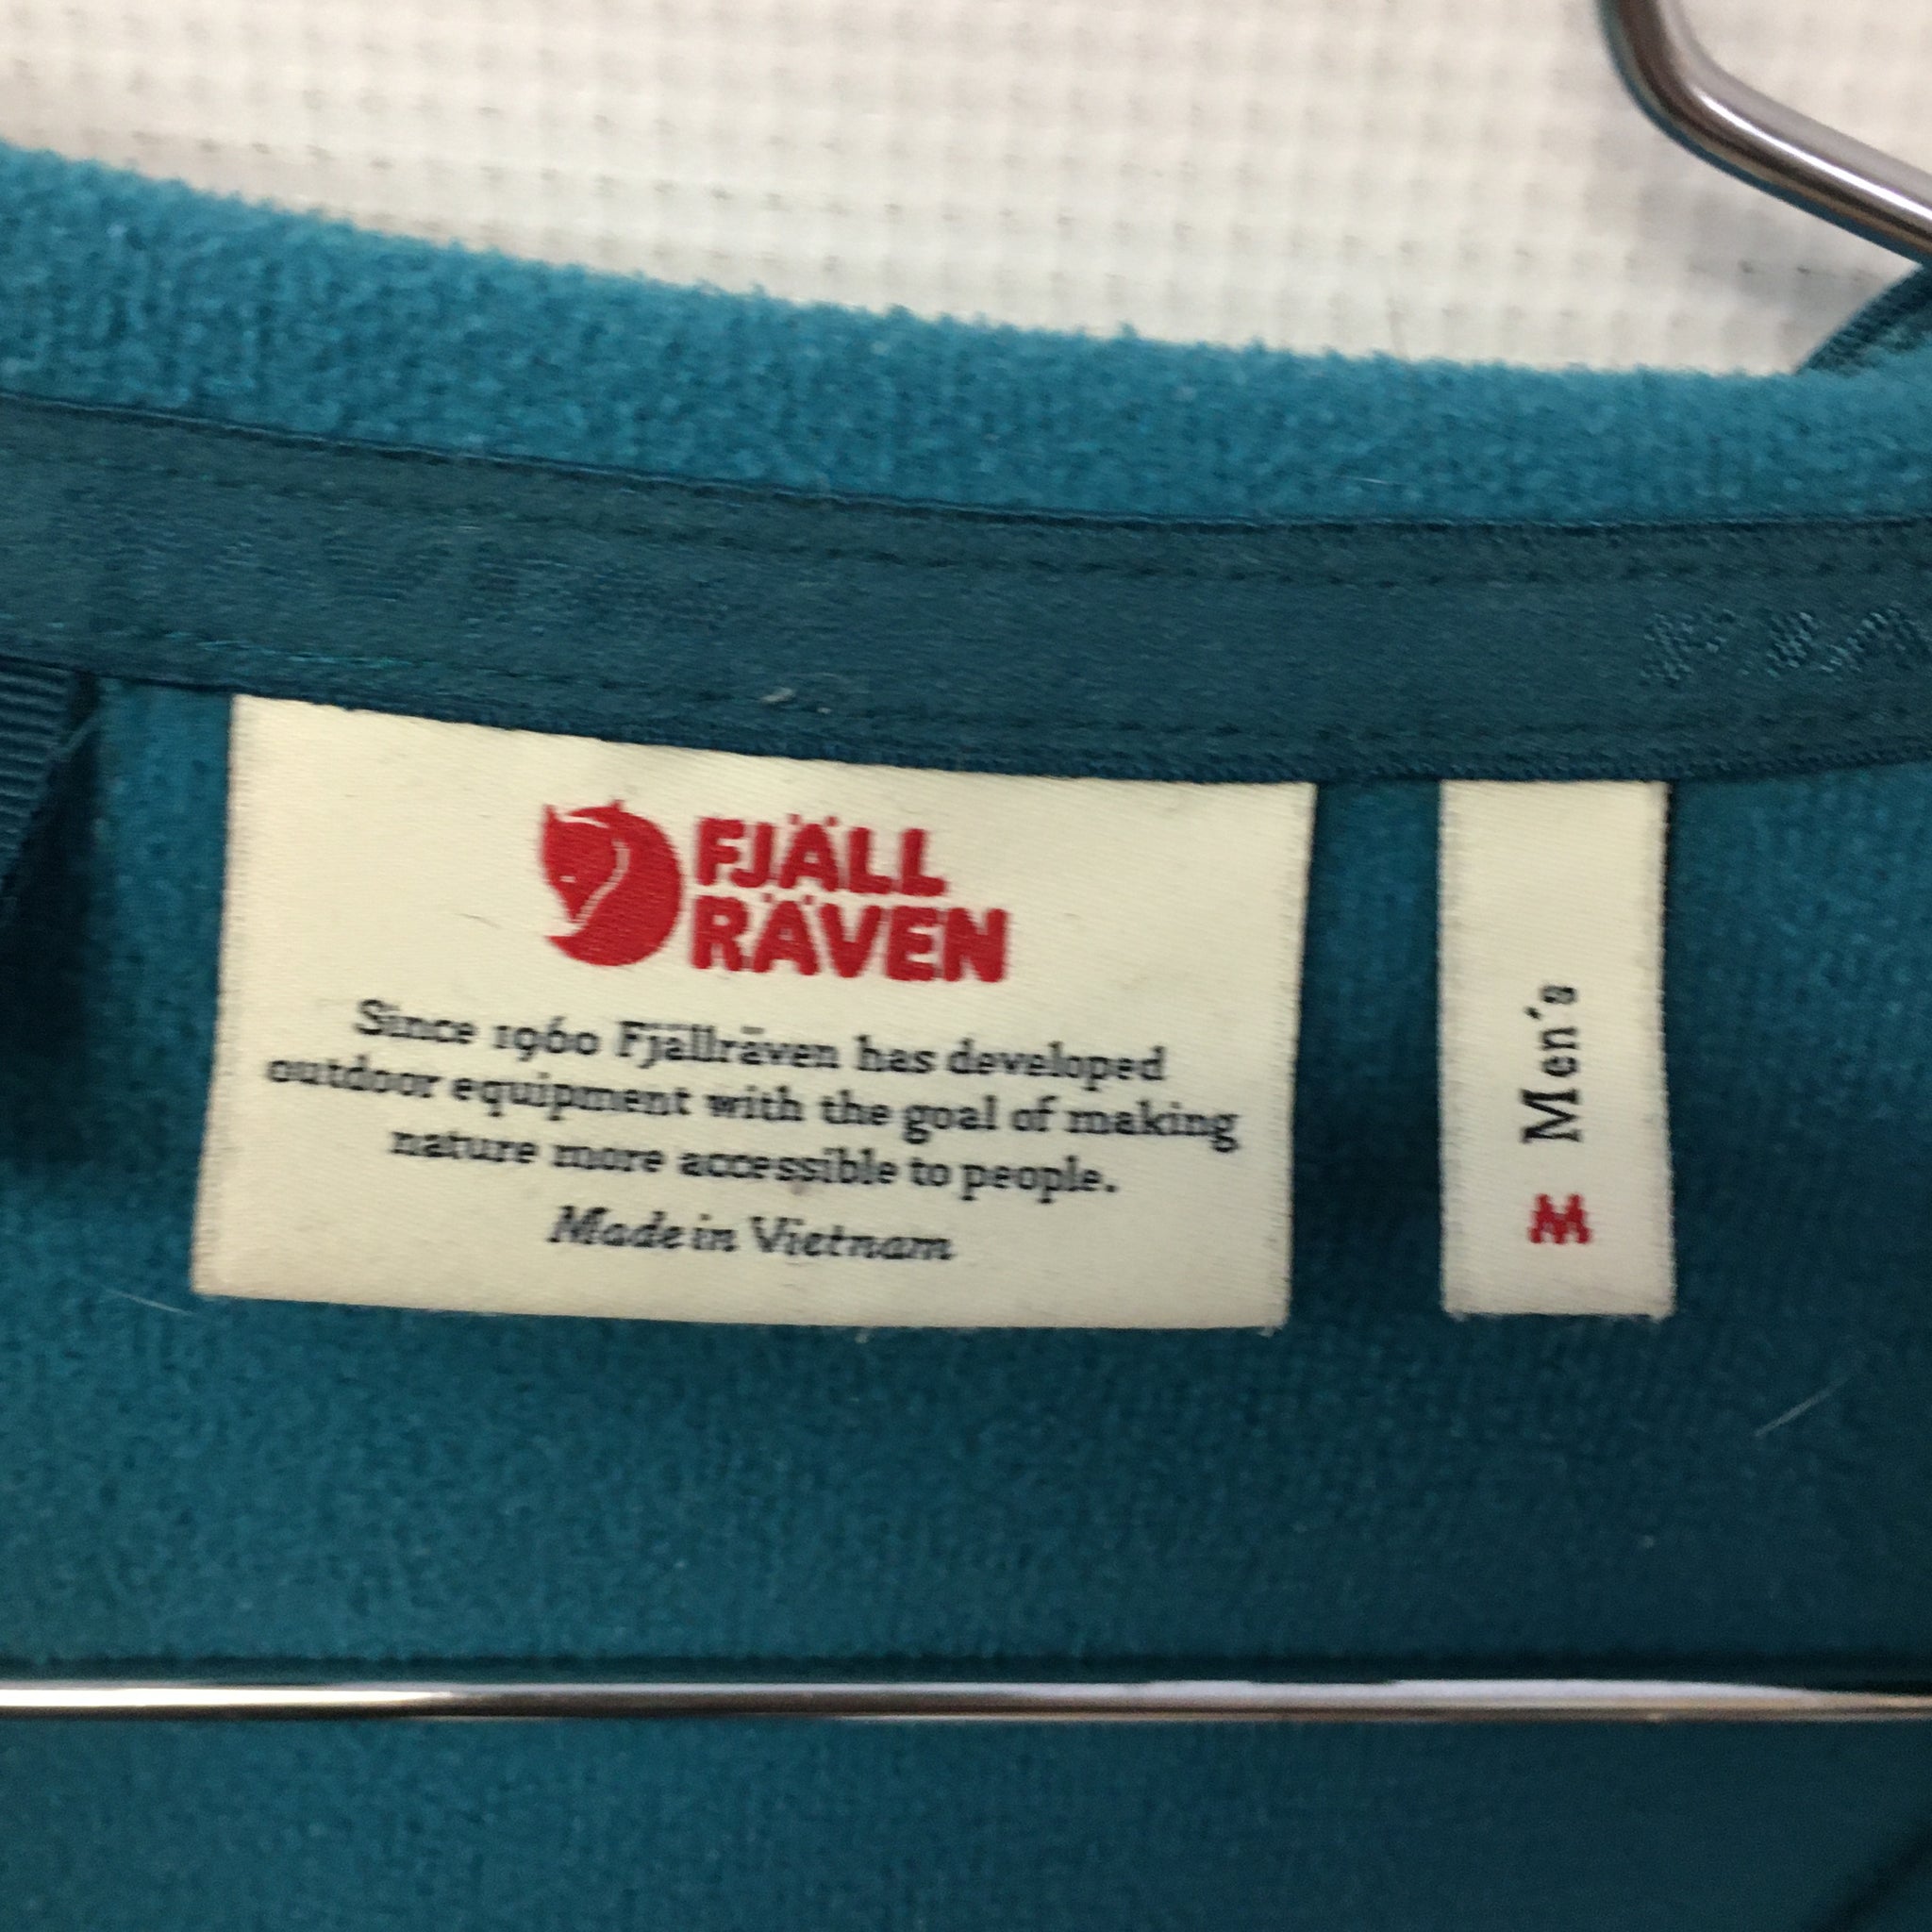 FJÄLL
RÄVEN
Since 1960 Fjällräven has developed
outdoor equipment with the goal of making
nature more accessible to people.
Made in Vietnam
Men's
M